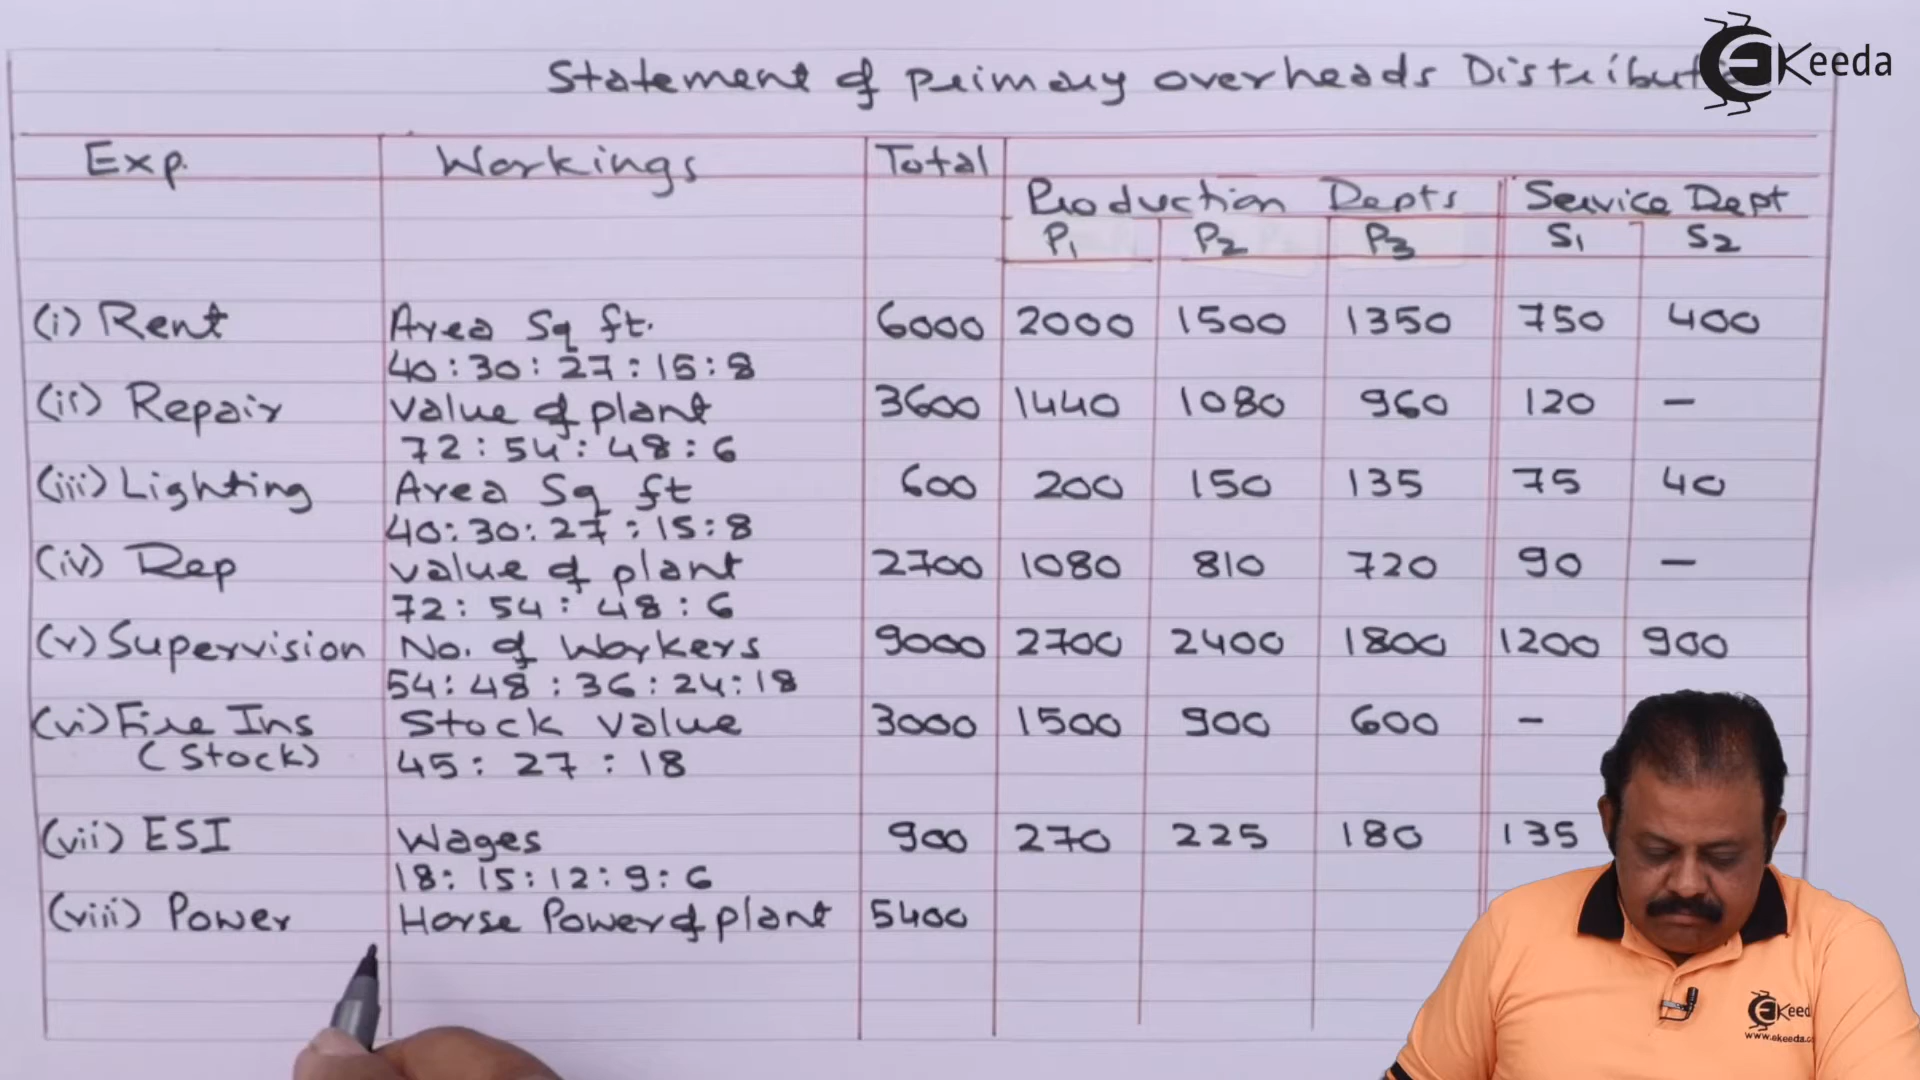 Statement of Primary overheads Distributi
Keeda
Exp. Workings Total
Production Depts Service Dept
P1 P2 P3 S1 S2
(i) Rent Area Sq ft. 6000 2000 1500 1350 750 400
40 : 30 : 27 : 15 : 8
(ii) Repair value of plant 3600 1440 1080 960 120 -
72 : 54 : 48 : 6
(iii) Lighting Area Sq ft 600 200 150 135 75 40
40 : 30 : 27 : 15 : 8
(iv) Dep value of plant 2700 1080 810 720 90 -
72 : 54 : 48 : 6
(v) Supervision No. of Workers 9000 2700 2400 1800 1200 900
54 : 48 : 36 : 24 : 18
(vi) Fire Ins Stock value 3000 1500 900 600 -
(Stock) 45 : 27 : 18
(vii) ESI Wages 900 270 225 180 135
18 : 15 : 12 : 9 : 6
(viii) Power Horse Power of plant 5400
Keed
www.ekeeda.co